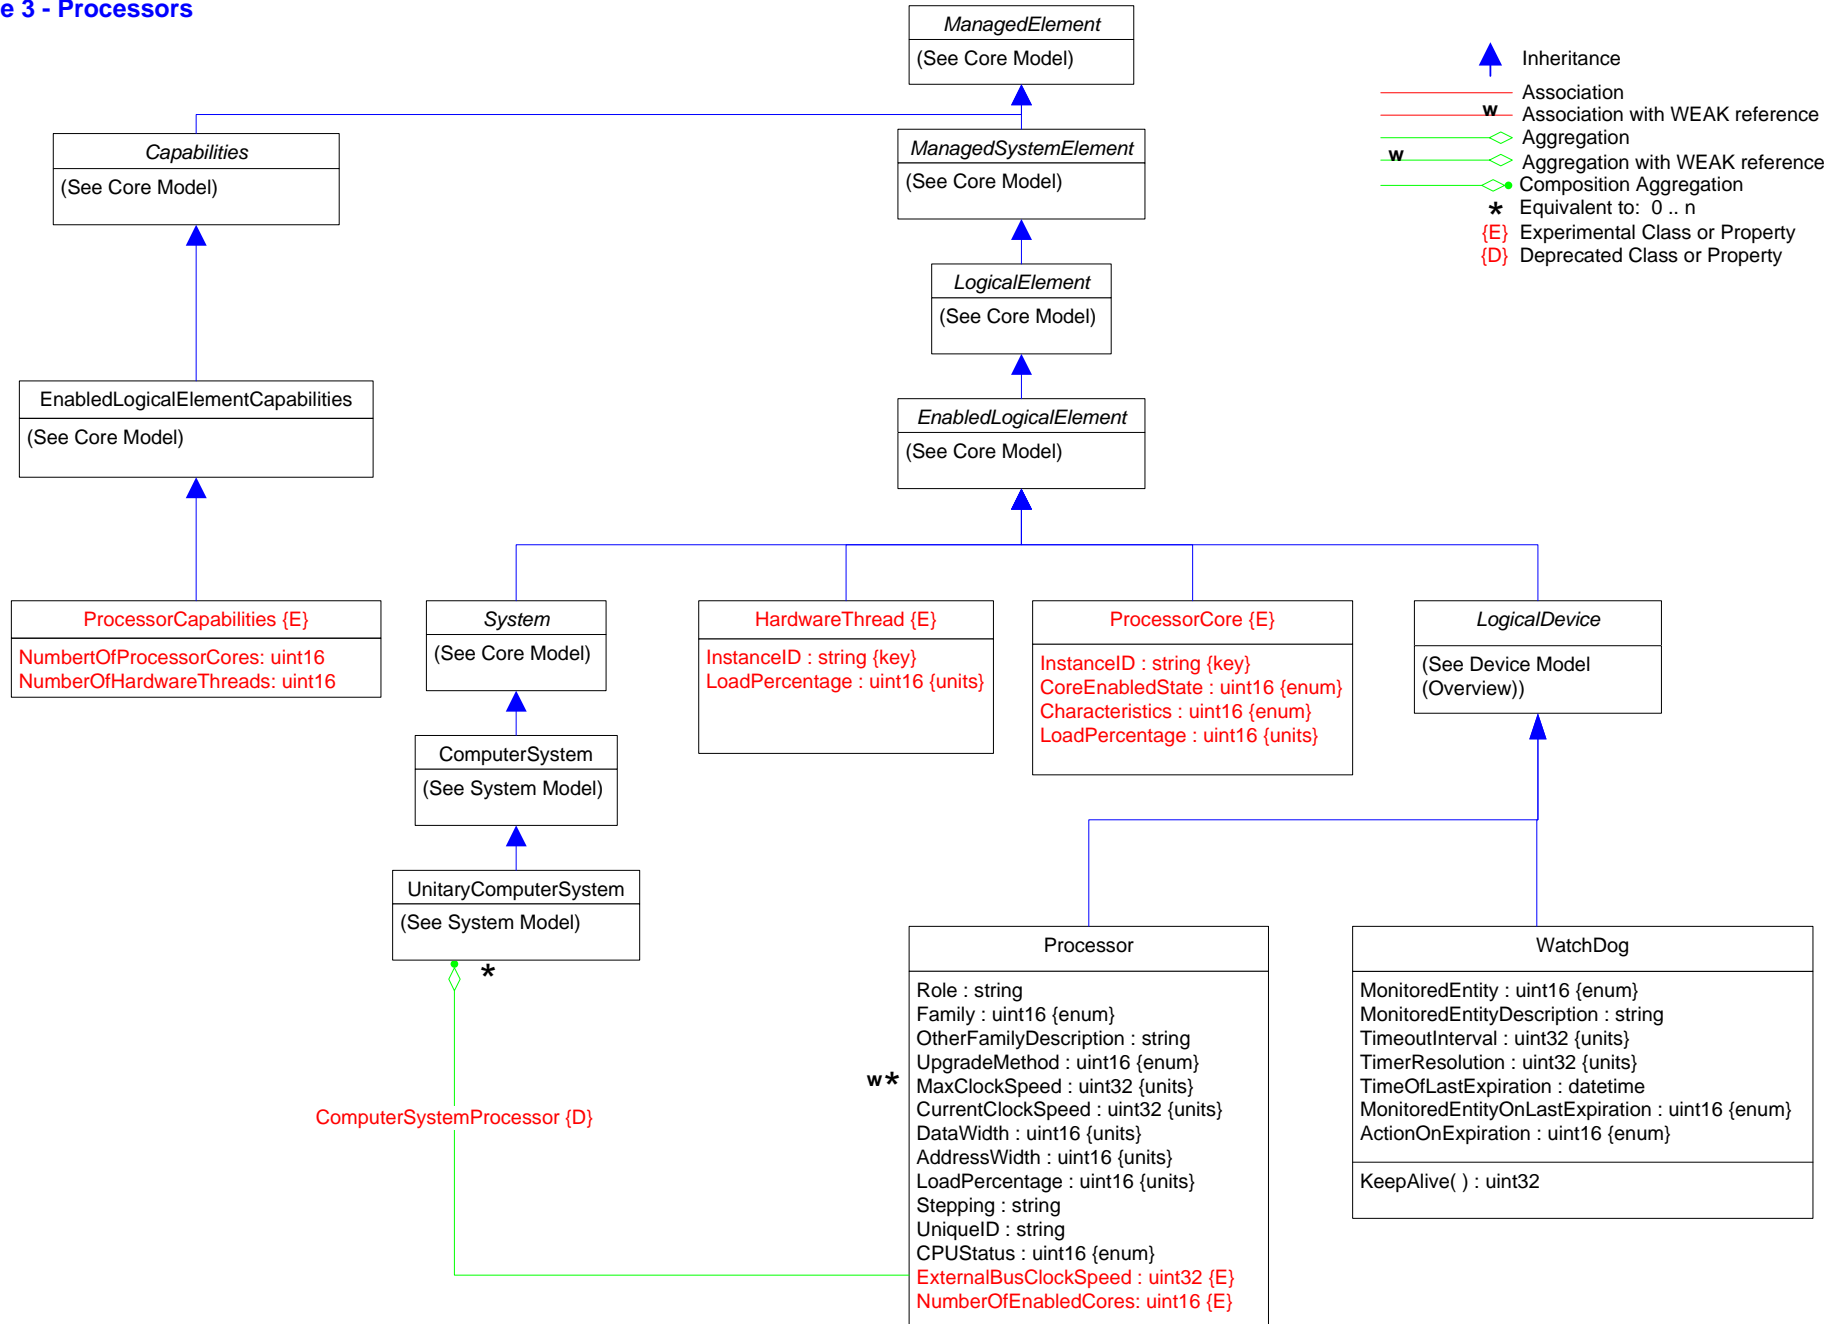 e 3 - Processors
ManagedElement
(See Core Model)
Inheritance
Association
w Association with WEAK reference
Aggregation
w Aggregation with WEAK reference
Composition Aggregation
* Equivalent to: 0 .. n
{E} Experimental Class or Property
{D} Deprecated Class or Property
Capabilities
(See Core Model)
ManagedSystemElement
(See Core Model)
LogicalElement
(See Core Model)
EnabledLogicalElementCapabilities
(See Core Model)
EnabledLogicalElement
(See Core Model)
ProcessorCapabilities {E}
NumbertOfProcessorCores: uint16
NumberOfHardwareThreads: uint16
System
(See Core Model)
HardwareThread {E}
InstanceID : string {key}
LoadPercentage : uint16 {units}
ProcessorCore {E}
InstanceID : string {key}
CoreEnabledState : uint16 {enum}
Characteristics : uint16 {enum}
LoadPercentage : uint16 {units}
LogicalDevice
(See Device Model
(Overview))
ComputerSystem
(See System Model)
UnitaryComputerSystem
(See System Model)
*
ComputerSystemProcessor {D}
w*
Processor
Role : string
Family : uint16 {enum}
OtherFamilyDescription : string
UpgradeMethod : uint16 {enum}
MaxClockSpeed : uint32 {units}
CurrentClockSpeed : uint32 {units}
DataWidth : uint16 {units}
AddressWidth : uint16 {units}
LoadPercentage : uint16 {units}
Stepping : string
UniqueID : string
CPUStatus : uint16 {enum}
ExternalBusClockSpeed : uint32 {E}
NumberOfEnabledCores: uint16 {E}
WatchDog
MonitoredEntity : uint16 {enum}
MonitoredEntityDescription : string
TimeoutInterval : uint32 {units}
TimerResolution : uint32 {units}
TimeOfLastExpiration : datetime
MonitoredEntityOnLastExpiration : uint16 {enum}
ActionOnExpiration : uint16 {enum}
KeepAlive( ) : uint32